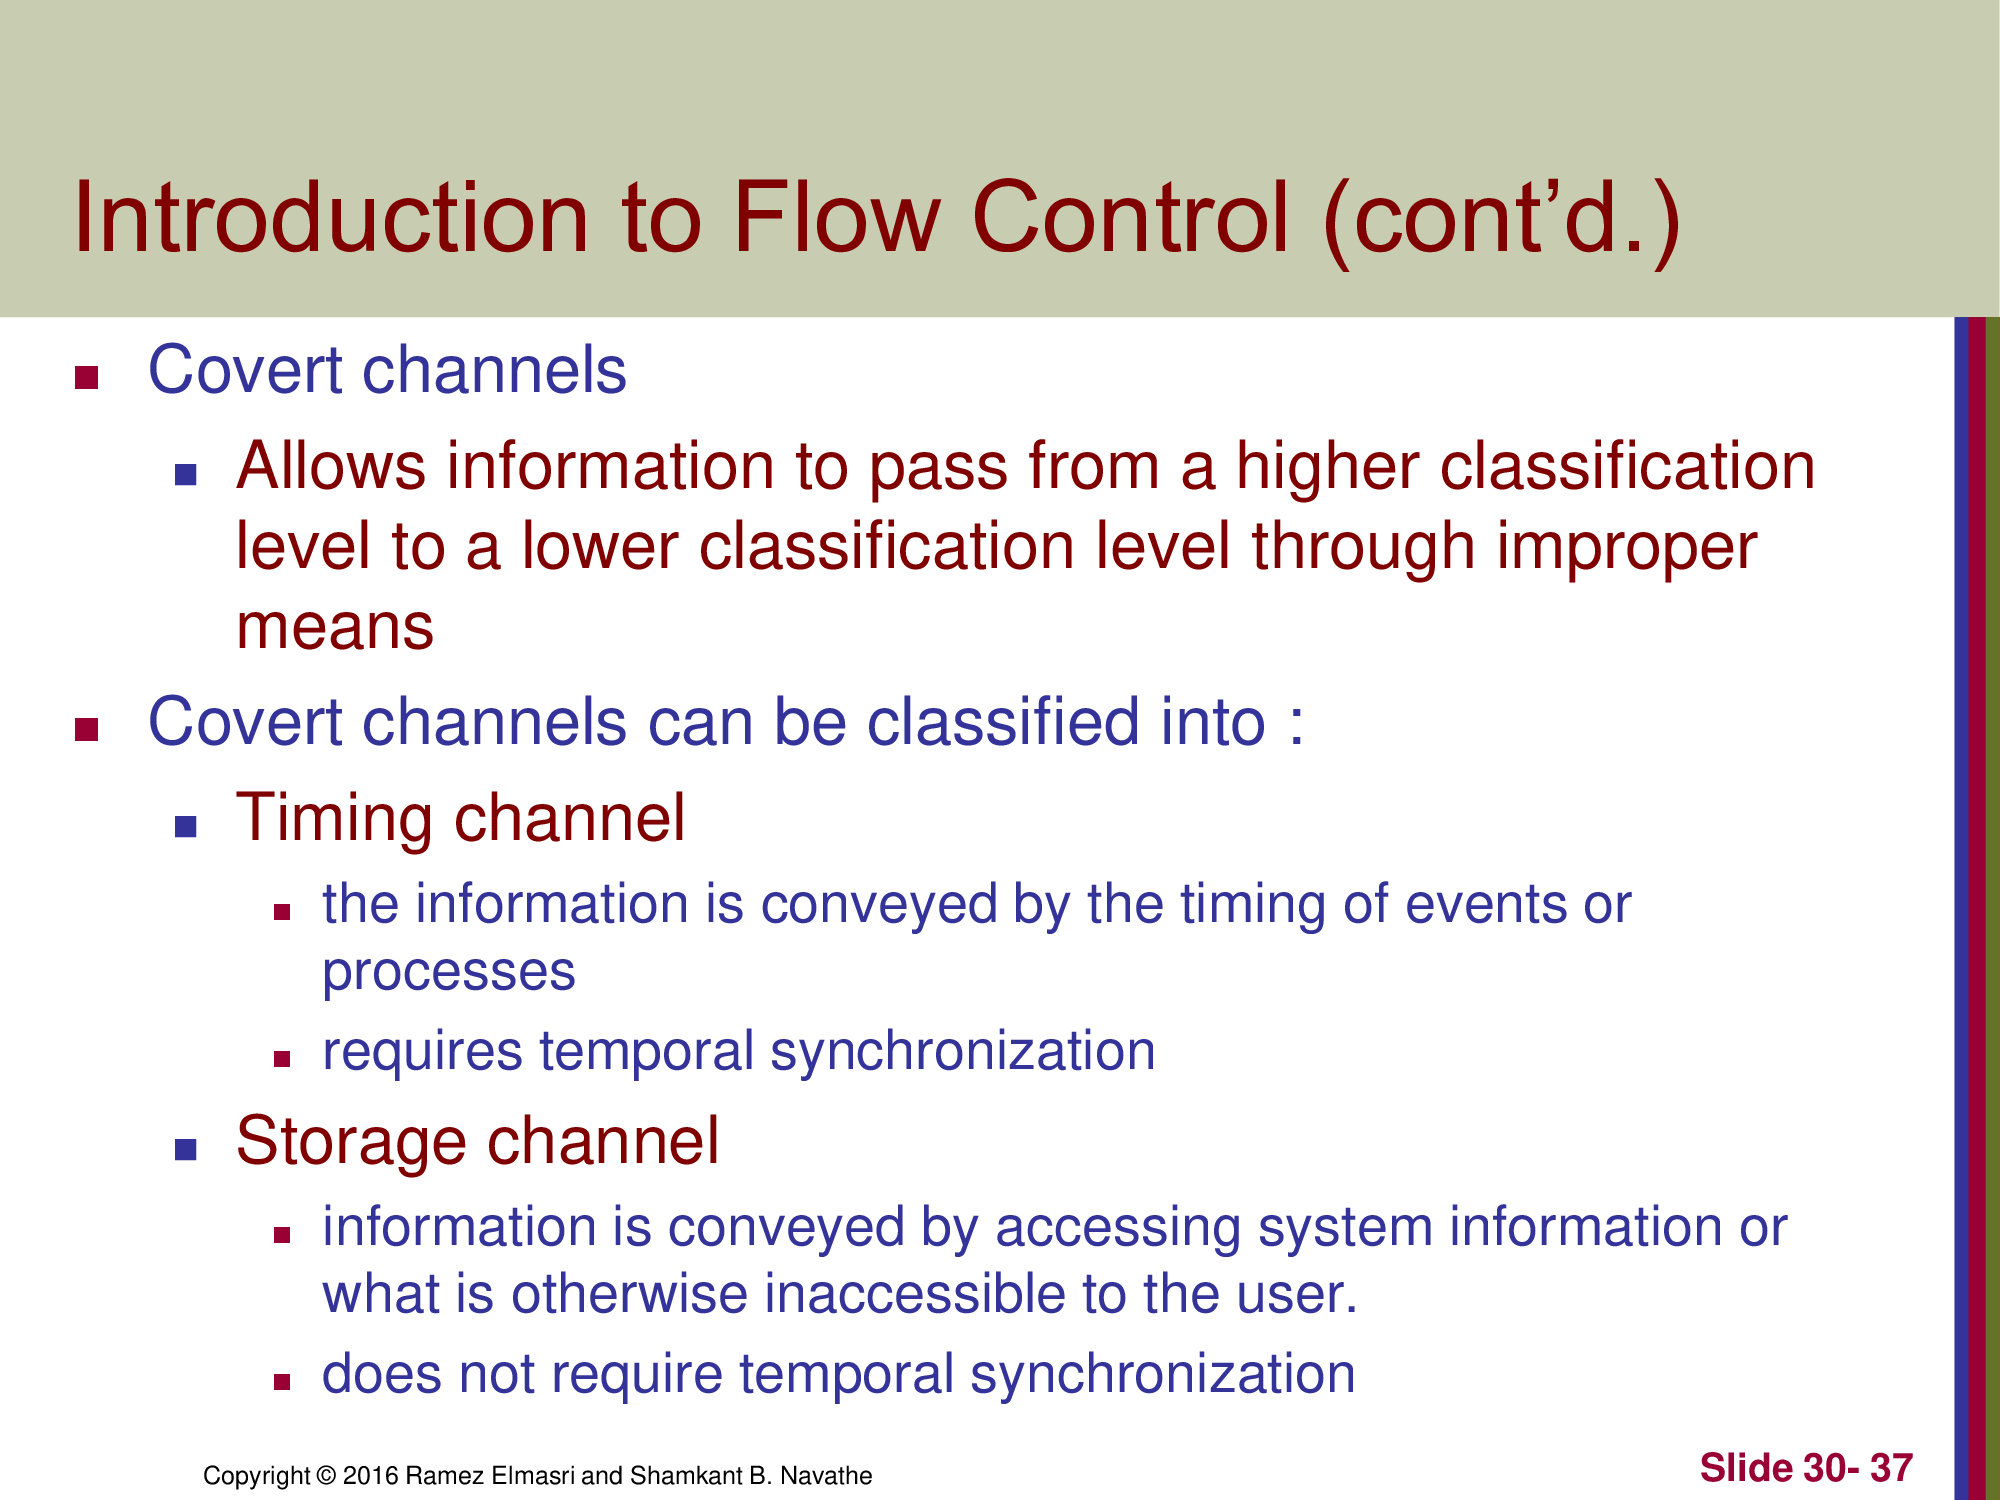 Introduction to Flow Control (cont’d.)
Covert channels
Allows information to pass from a higher classification
level to a lower classification level through improper
means
Covert channels can be classified into :
Timing channel
the information is conveyed by the timing of events or
processes
requires temporal synchronization
Storage channel
information is conveyed by accessing system information or
what is otherwise inaccessible to the user.
does not require temporal synchronization
Copyright © 2016 Ramez Elmasri and Shamkant B. Navathe
Slide 30- 37